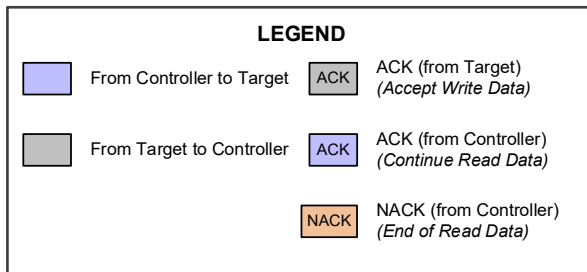 LEGEND
From Controller to Target
ACK
ACK (from Target)
(Accept Write Data)
From Target to Controller
ACK
ACK (from Controller)
(Continue Read Data)
NACK
NACK (from Controller)
(End of Read Data)